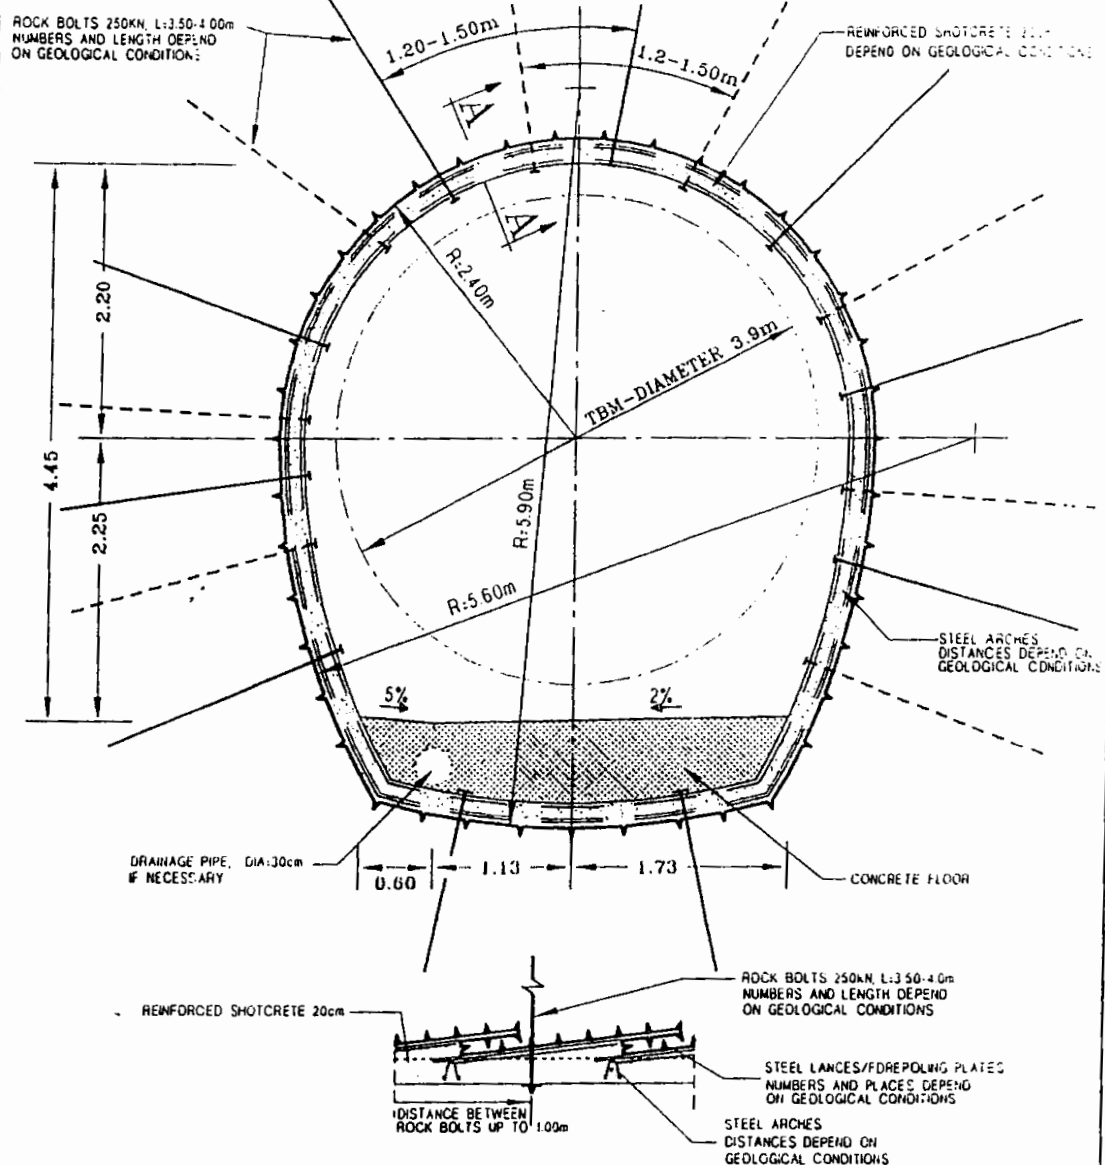 ROCK BOLTS 250KN, L:3.50-4.00m
NUMBERS AND LENGTH DEPEND
ON GEOLOGICAL CONDITIONS
1.20-1.50m
1.2-1.50m
REINFORCED SHOTCRETE
DEPEND ON GEOLOGICAL CONDITIONS
A
A
2.20
4.45
2.25
R:2.40m
TBM-DIAMETER 3.9m
R:5.90m
R:5.60m
STEEL ARCHES
DISTANCES DEPEND ON
GEOLOGICAL CONDITIONS
5%
2%
DRAINAGE PIPE, DIA:30cm
IF NECESSARY
0.60
1.13
1.73
CONCRETE FLOOR
REINFORCED SHOTCRETE 20cm
ROCK BOLTS 250kN, L:3.50-4.0m
NUMBERS AND LENGTH DEPEND
ON GEOLOGICAL CONDITIONS
STEEL LANCES/FOREPOLING PLATES
NUMBERS AND PLACES DEPEND
ON GEOLOGICAL CONDITIONS
DISTANCE BETWEEN
ROCK BOLTS UP TO 1.00m
STEEL ARCHES
DISTANCES DEPEND ON
GEOLOGICAL CONDITIONS